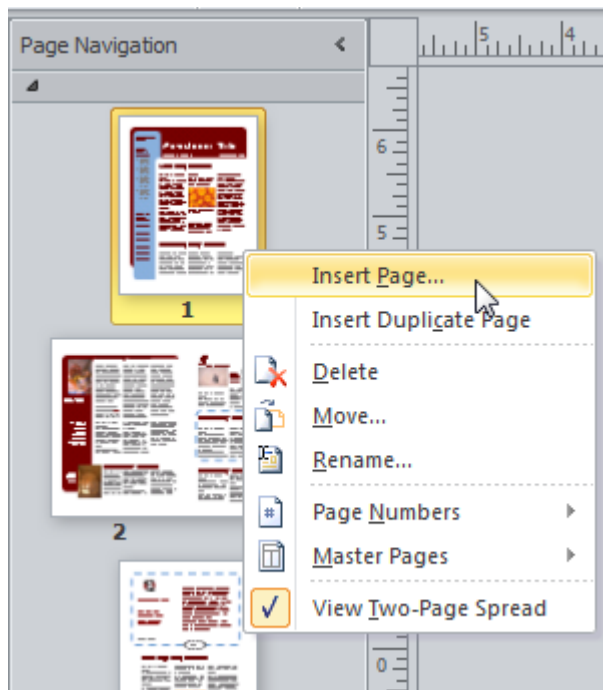 Page Navigation
5 4
6
5
1
Insert Page...
Insert Duplicate Page
Delete
Move...
Rename...
Page Numbers
Master Pages
View Two-Page Spread
2
0